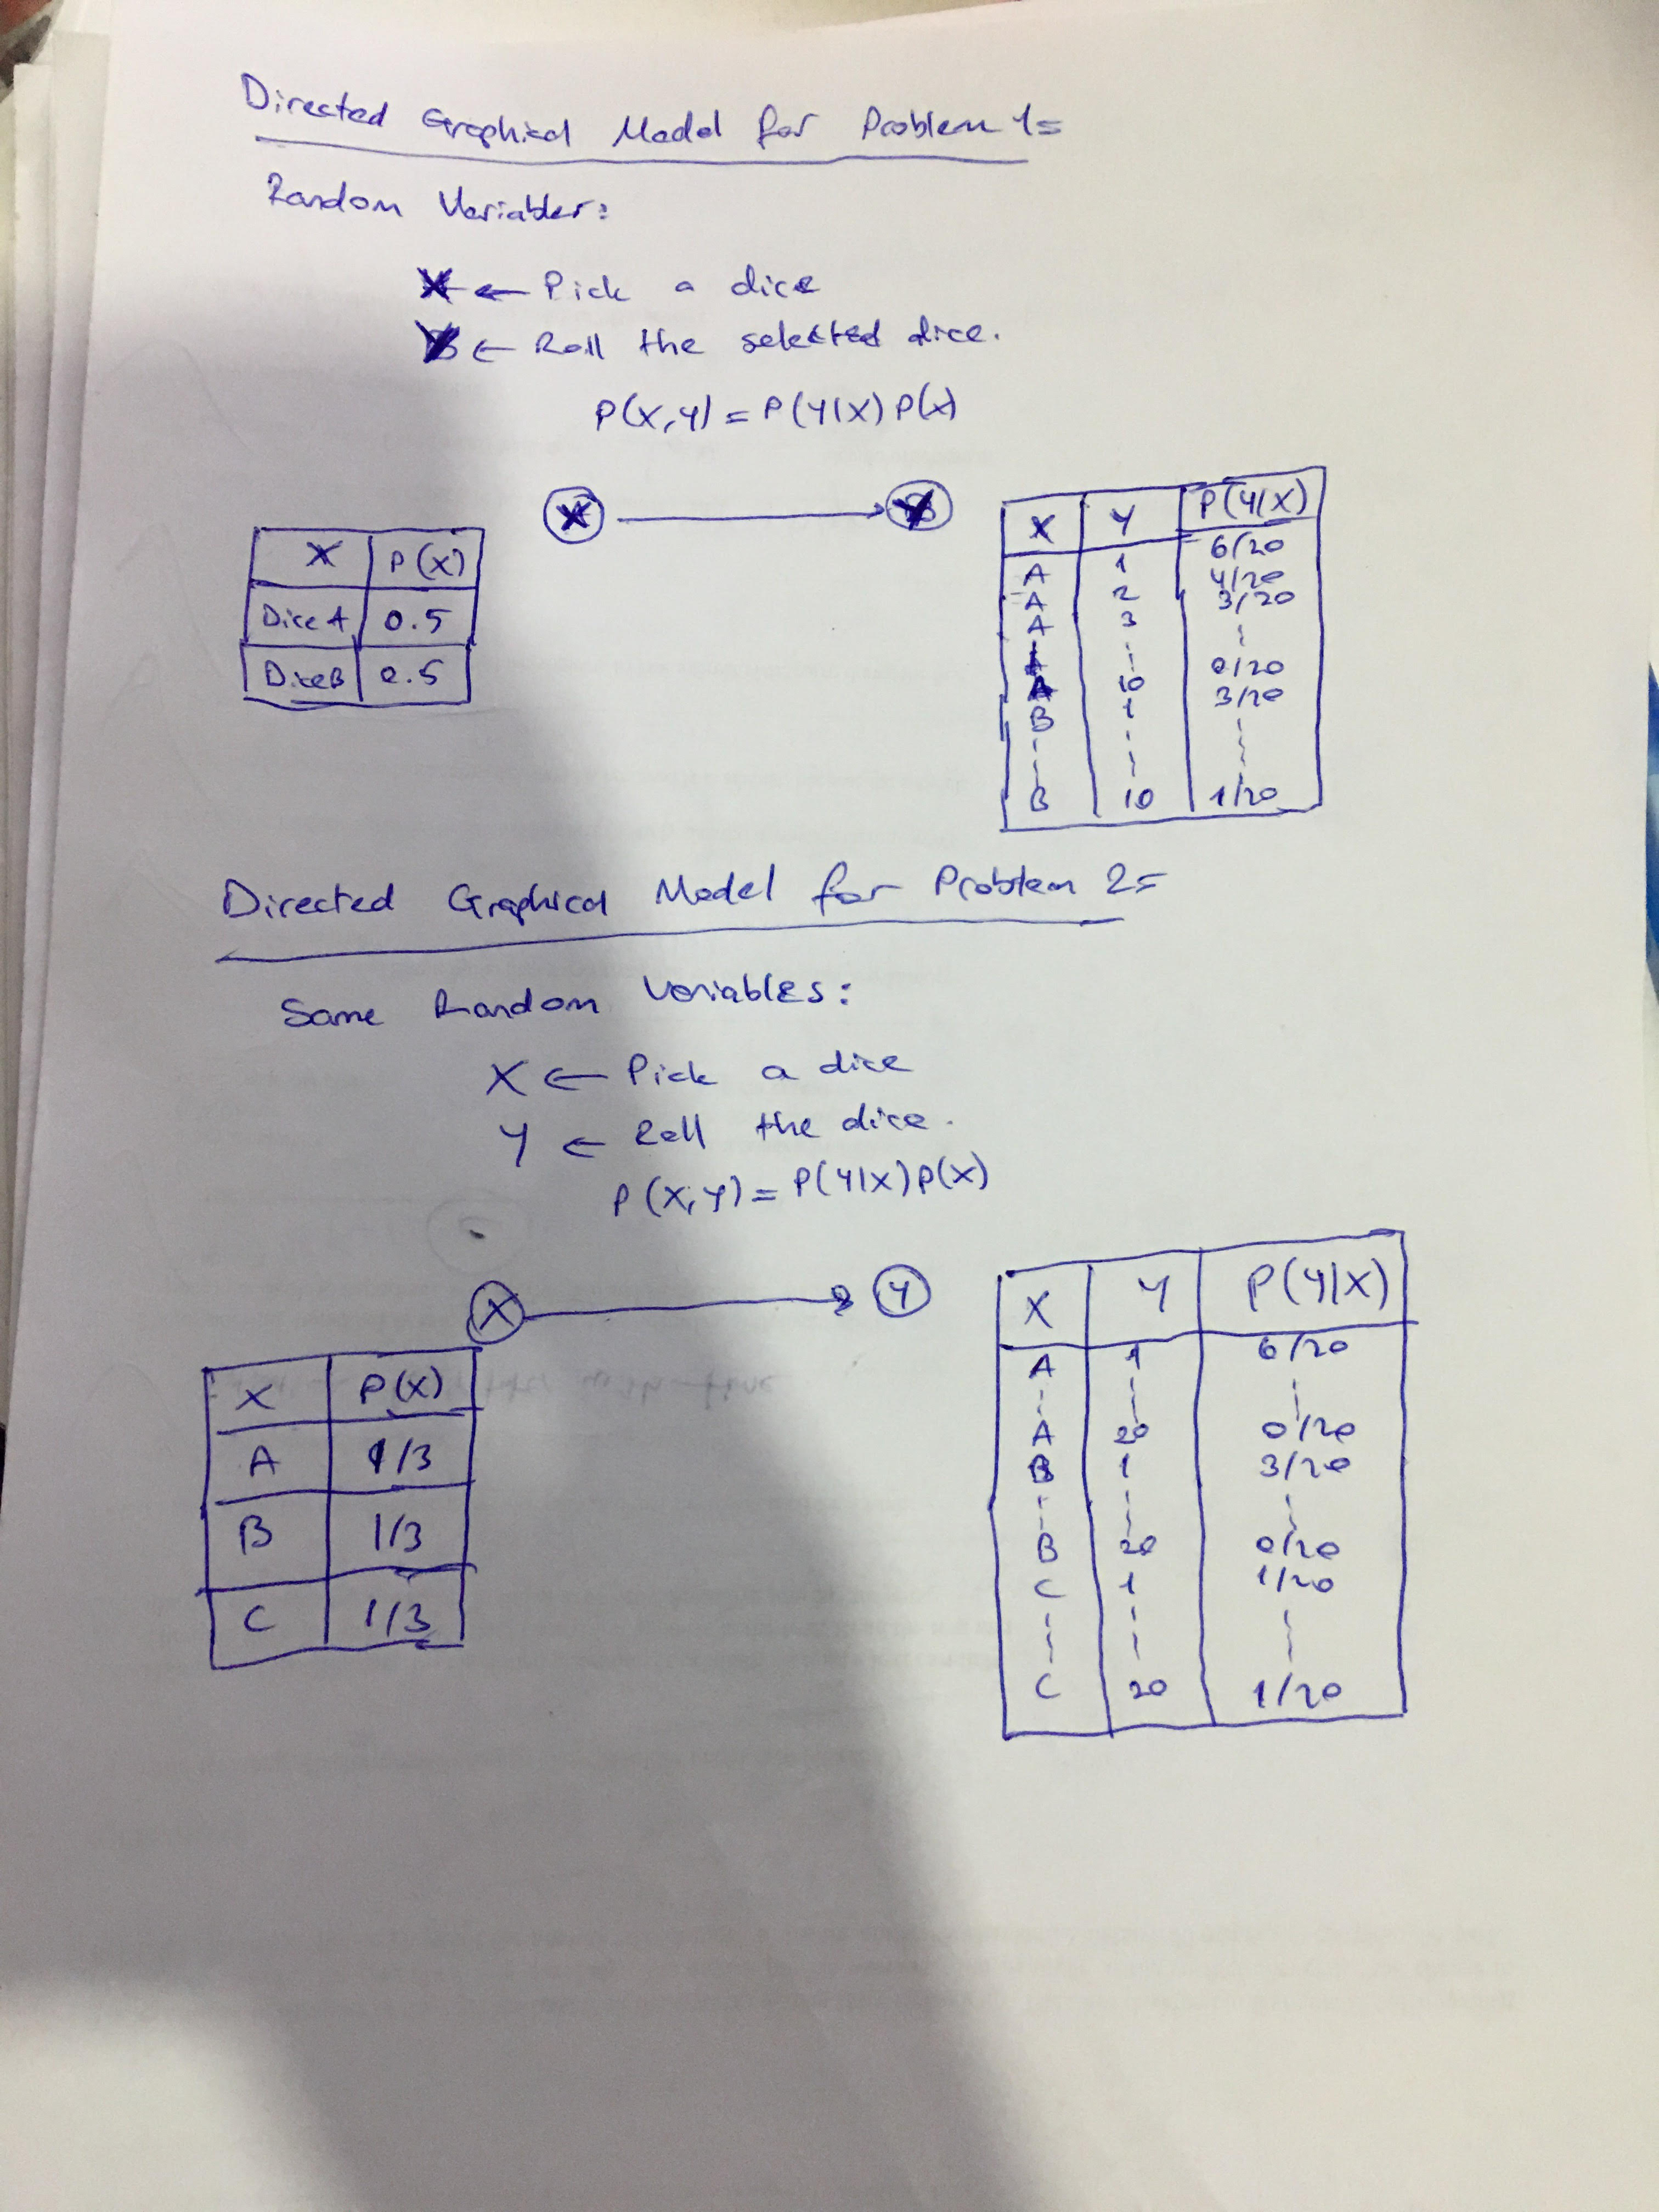 Directed Graphical Model for Problem 1=
Random Variables:
X ← Pick a dice
Y ← Roll the selected dice.
P(X,Y) = P(Y|X) P(X)
X → Y
X P(X)
Dice A 0.5
Dice B 0.5
X Y P(Y|X)
A 1 6/20
A 2 4/20
A 3 3/20
A 10 0/20
B 1 3/20
B 10 1/20
Directed Graphical Model for Problem 2=
Same Random Variables:
X ← Pick a dice
Y ← Roll the dice.
P(X,Y) = P(Y|X) P(X)
X → Y
X P(X)
A 1/3
B 1/3
C 1/3
X Y P(Y|X)
A 1 6/20
A 20 0/20
B 1 3/20
B 20 0/20
C 1 1/20
C 20 1/20